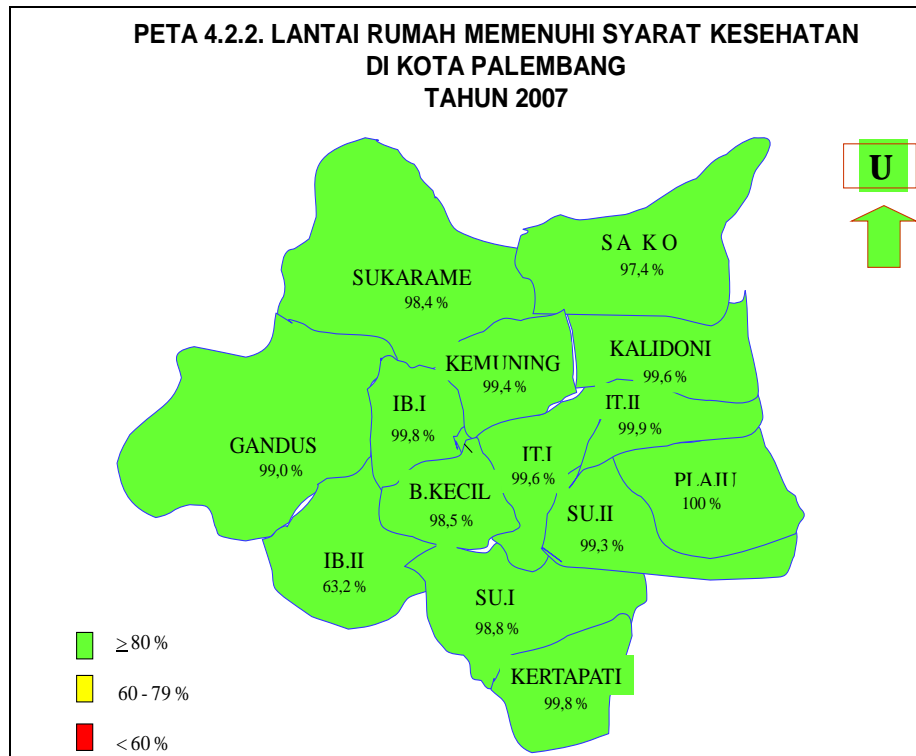 PETA 4.2.2. LANTAI RUMAH MEMENUHI SYARAT KESEHATAN
DI KOTA PALEMBANG
TAHUN 2007
U
S A K O
97,4 %
SUKARAME
98,4 %
KEMUNING
99,4 %
KALIDONI
99,6 %
IB.I
99,8 %
IT.II
99,9 %
GANDUS
99,0 %
IT.I
99,6 %
B.KECIL
98,5 %
PLAJU
100 %
SU.II
99,3 %
IB.II
63,2 %
SU.I
98,8 %
KERTAPATI
99,8 %
≥ 80 %
60 - 79 %
< 60 %